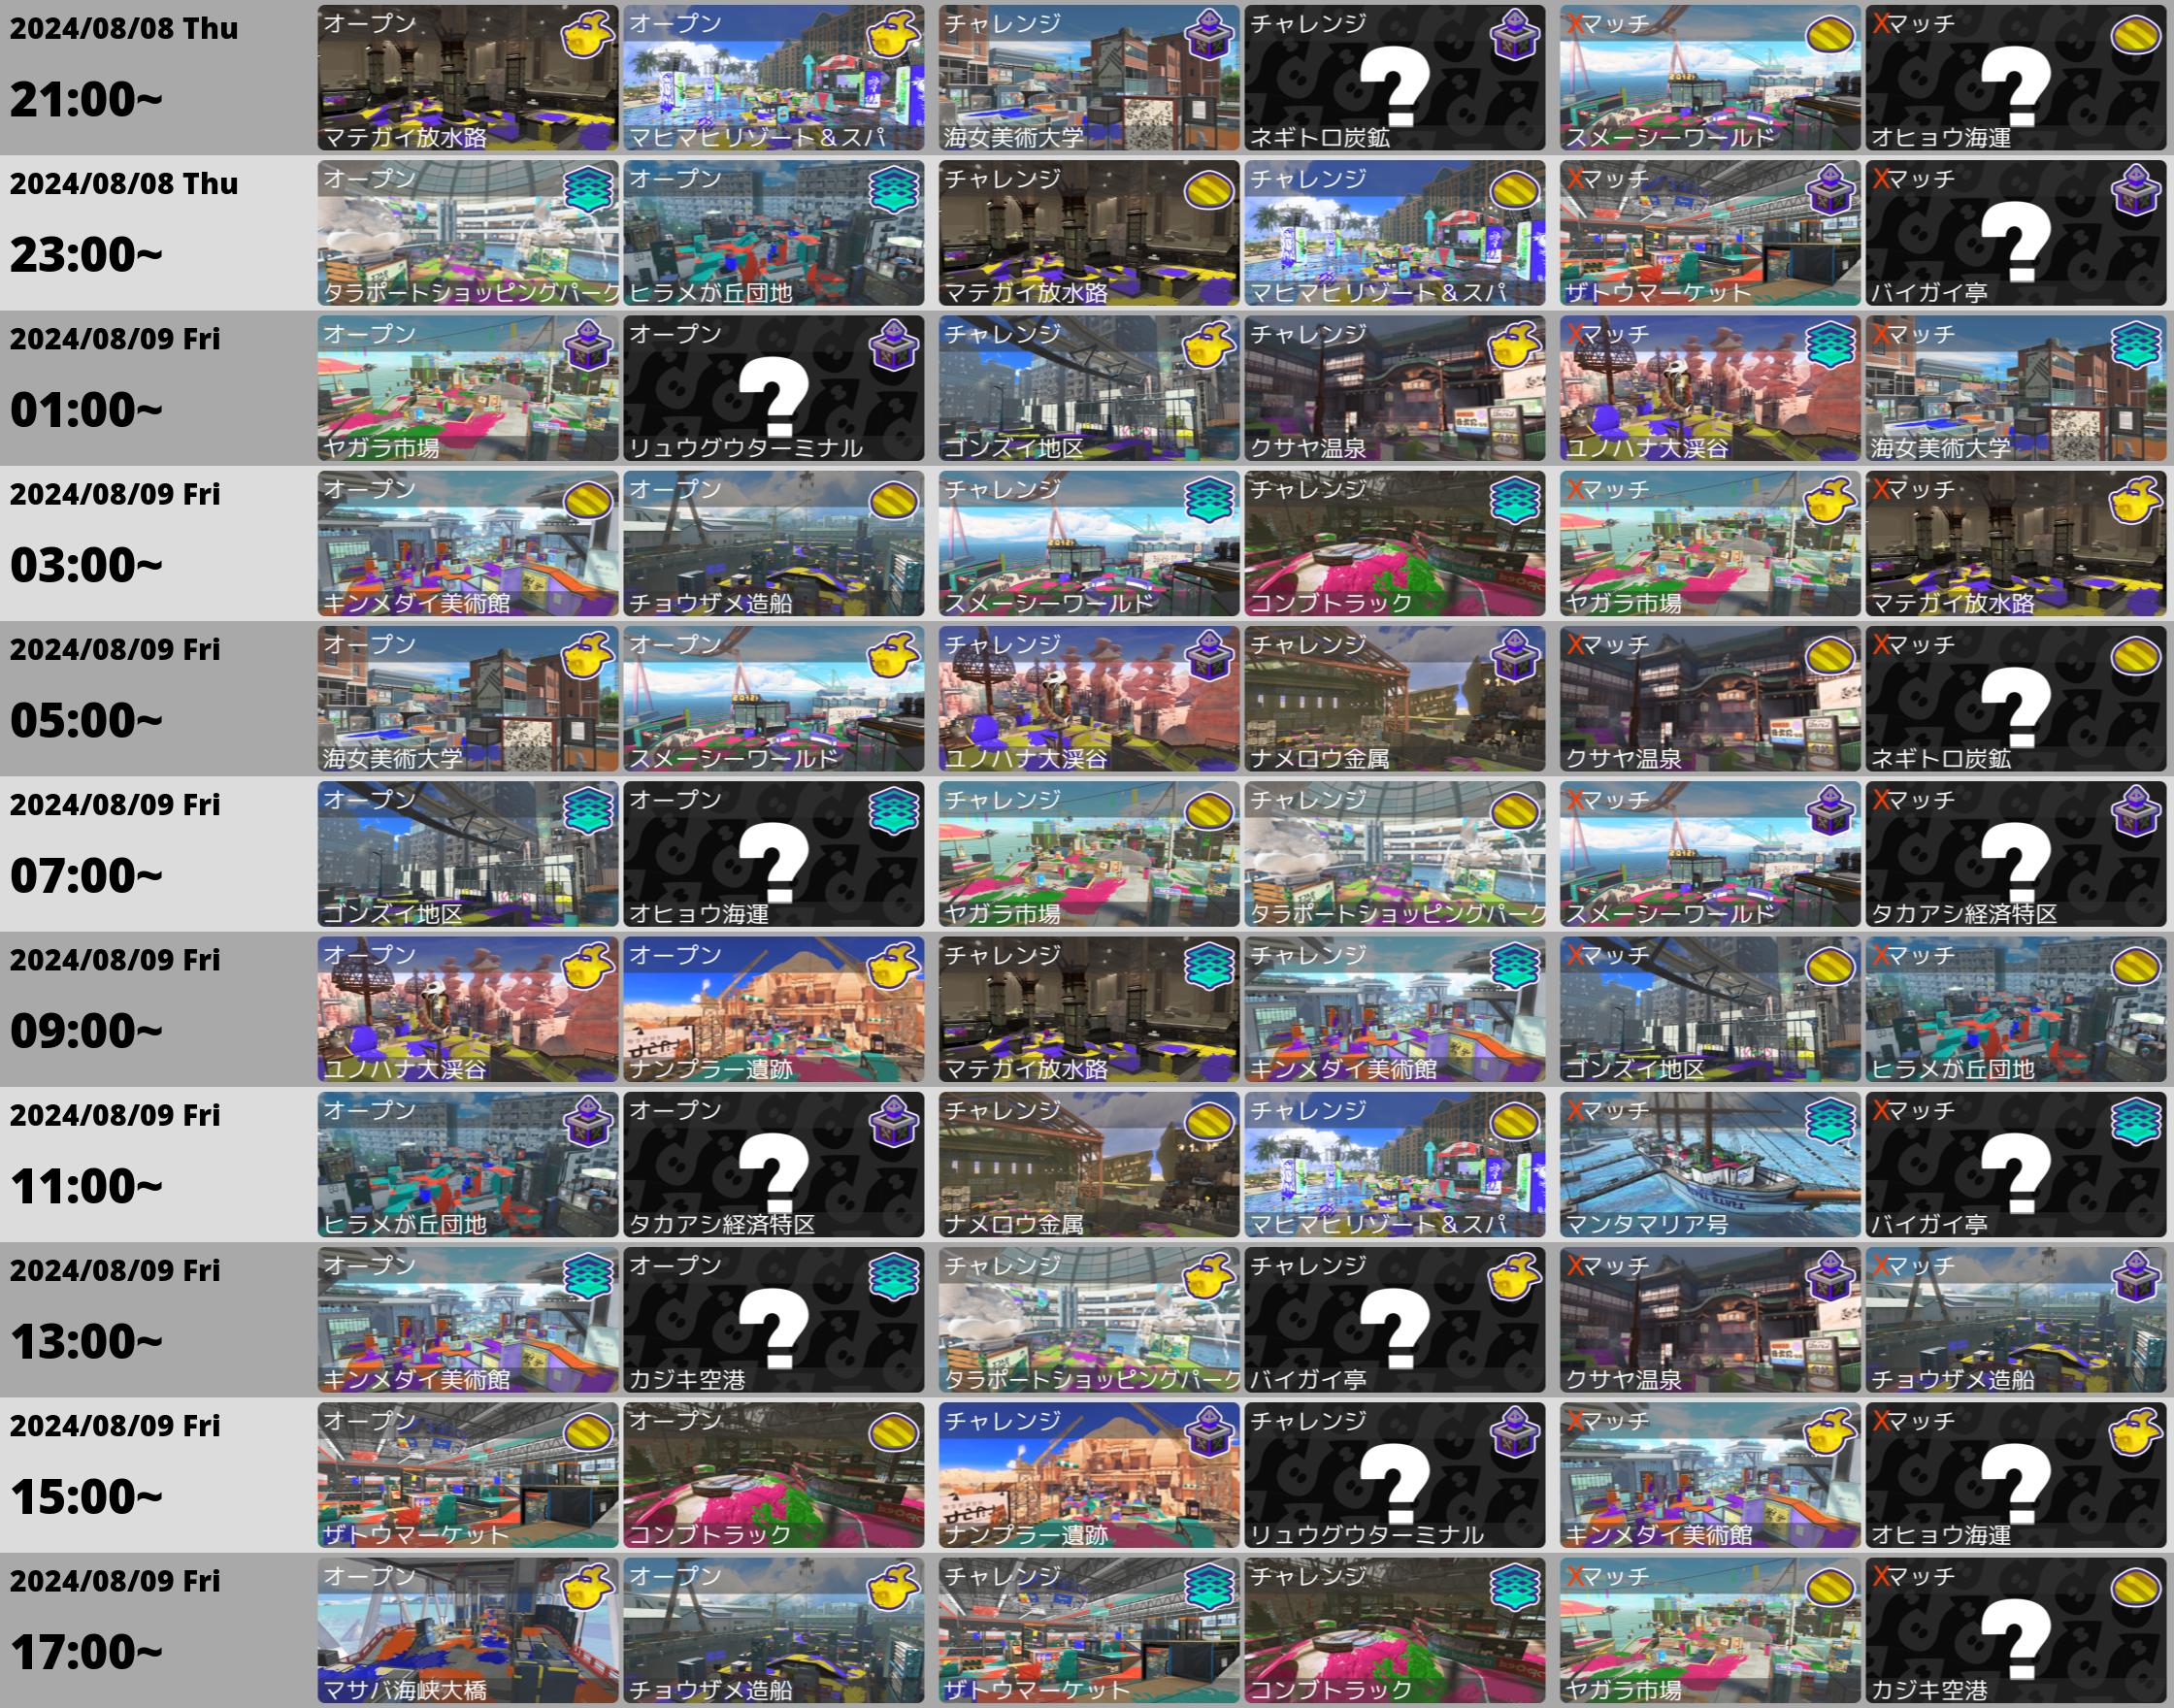 2024/08/08 Thu
21:00~
オープン
マテガイ放水路
オープン
マヒマヒリゾート＆スパ
チャレンジ
海女美術大学
チャレンジ
ネギトロ炭鉱
Xマッチ
スメーシーワールド
Xマッチ
オヒョウ海運
2024/08/08 Thu
23:00~
オープン
タラポートショッピングパーク
オープン
ヒラメが丘団地
チャレンジ
マテガイ放水路
チャレンジ
マヒマヒリゾート＆スパ
Xマッチ
ザトウマーケット
Xマッチ
バイガイ亭
2024/08/09 Fri
01:00~
オープン
ヤガラ市場
オープン
リュウグウターミナル
チャレンジ
ゴンズイ地区
チャレンジ
クサヤ温泉
Xマッチ
ユノハナ大渓谷
Xマッチ
海女美術大学
2024/08/09 Fri
03:00~
オープン
キンメダイ美術館
オープン
チョウザメ造船
チャレンジ
スメーシーワールド
チャレンジ
コンブトラック
Xマッチ
ヤガラ市場
Xマッチ
マテガイ放水路
2024/08/09 Fri
05:00~
オープン
海女美術大学
オープン
スメーシーワールド
チャレンジ
ユノハナ大渓谷
チャレンジ
ナメロウ金属
Xマッチ
クサヤ温泉
Xマッチ
ネギトロ炭鉱
2024/08/09 Fri
07:00~
オープン
ゴンズイ地区
オープン
オヒョウ海運
チャレンジ
ヤガラ市場
チャレンジ
タラポートショッピングパーク
Xマッチ
スメーシーワールド
Xマッチ
タカアシ経済特区
2024/08/09 Fri
09:00~
オープン
ユノハナ大渓谷
オープン
ナンプラー遺跡
チャレンジ
マテガイ放水路
チャレンジ
キンメダイ美術館
Xマッチ
ゴンズイ地区
Xマッチ
ヒラメが丘団地
2024/08/09 Fri
11:00~
オープン
ヒラメが丘団地
オープン
タカアシ経済特区
チャレンジ
ナメロウ金属
チャレンジ
マヒマヒリゾート＆スパ
Xマッチ
マンタマリア号
Xマッチ
バイガイ亭
2024/08/09 Fri
13:00~
オープン
キンメダイ美術館
オープン
カジキ空港
チャレンジ
タラポートショッピングパーク
チャレンジ
バイガイ亭
Xマッチ
クサヤ温泉
Xマッチ
チョウザメ造船
2024/08/09 Fri
15:00~
オープン
ザトウマーケット
オープン
コンブトラック
チャレンジ
ナンプラー遺跡
チャレンジ
リュウグウターミナル
Xマッチ
キンメダイ美術館
Xマッチ
オヒョウ海運
2024/08/09 Fri
17:00~
オープン
マサバ海峡大橋
オープン
チョウザメ造船
チャレンジ
ザトウマーケット
チャレンジ
コンブトラック
Xマッチ
ヤガラ市場
Xマッチ
カジキ空港